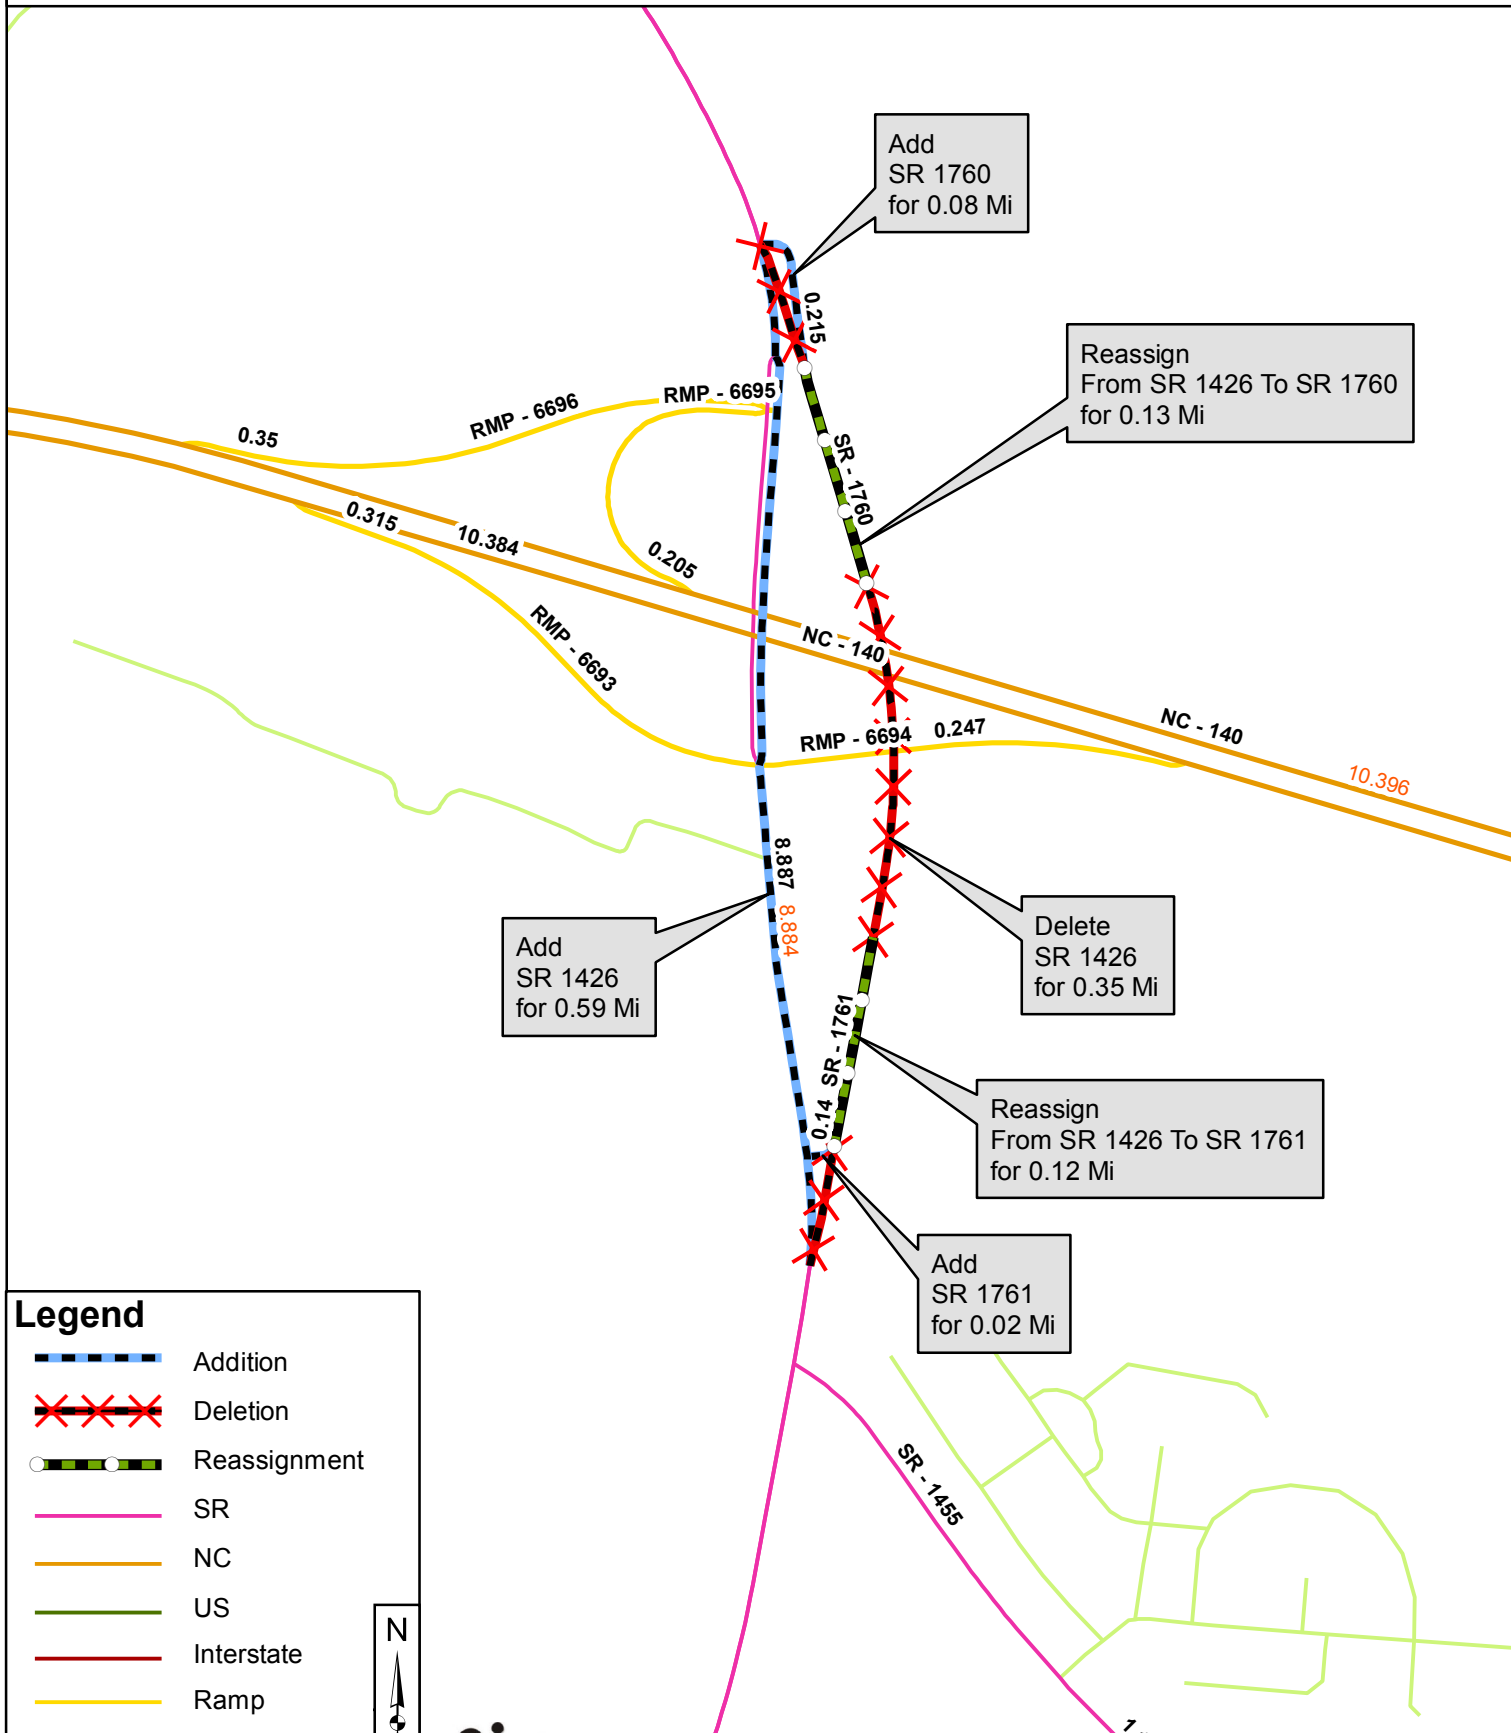 Add
SR 1760
for 0.08 Mi
0.215
Reassign
From SR 1426 To SR 1760
for 0.13 Mi
RMP - 6695
RMP - 6696
0.35
SR - 1760
0.315
10.384
0.205
NC - 140
RMP - 6693
RMP - 6694
0.247
NC - 140
10.396
8.887
8.884
Add
SR 1426
for 0.59 Mi
Delete
SR 1426
for 0.35 Mi
SR - 1761
0.14
Reassign
From SR 1426 To SR 1761
for 0.12 Mi
Add
SR 1761
for 0.02 Mi
SR - 1455
Legend
Addition
Deletion
Reassignment
SR
NC
US
Interstate
Ramp
N